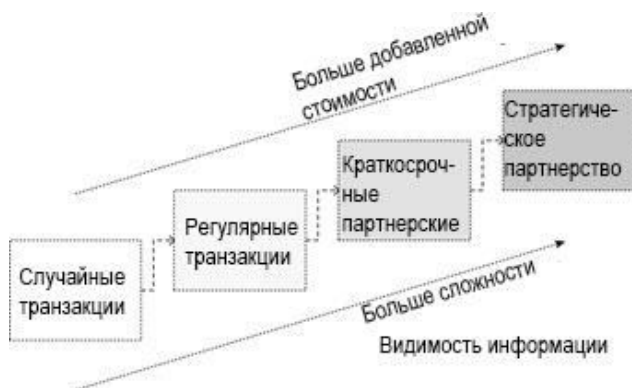 Больше добавленной
стоимости
Стратегиче-
ское
партнерство
Краткосроч-
ные
партнерские
Регулярные
транзакции
Случайные
транзакции
Больше сложности
Видимость информации